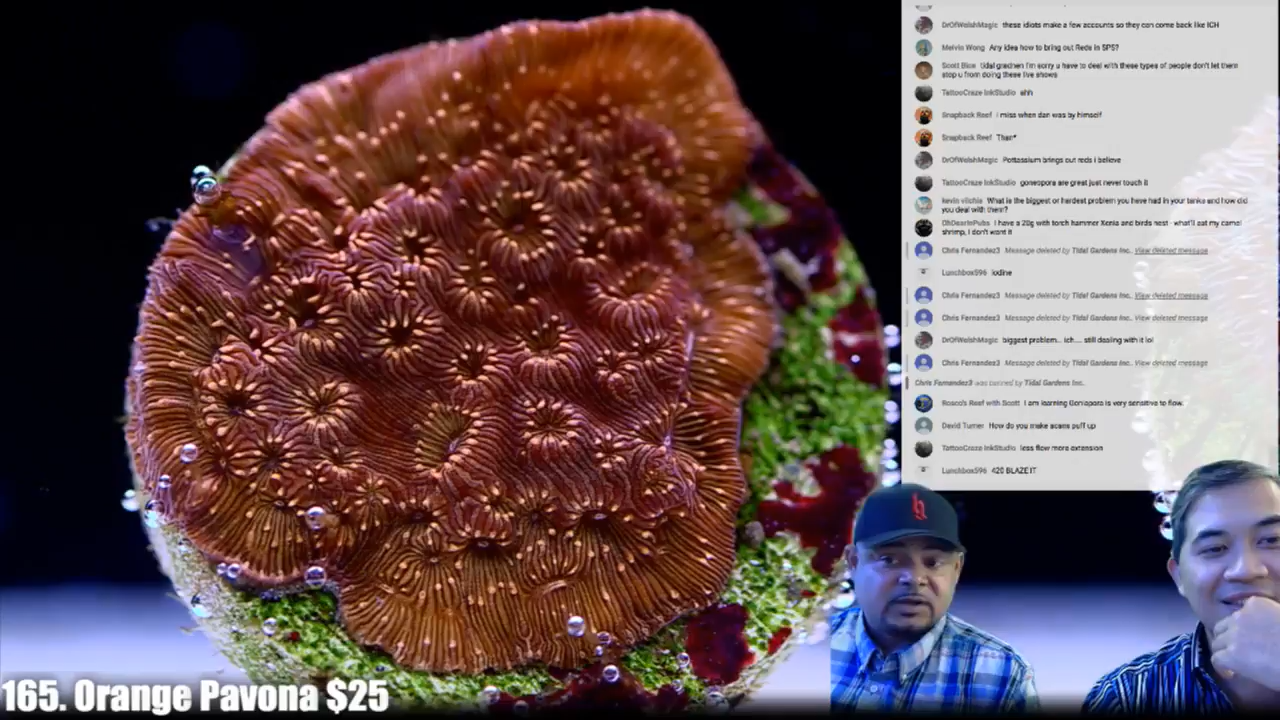 DrOfWelshMagic these idiots make a few accounts so they can come back like ICH
Melvin Wong Any idea how to bring out Reds in SPS?
Scott Blox tidal grachen I'm sorry u have to deal with these types of people don't let them
stop u from doing these live shows
TattooCraze InkStudio ahh
Snapback Reef I miss when dan was by himself
Snapback Reef Than*
DrOfWelshMagic Pottassium brings out reds i believe
TattooCraze InkStudio goneopora are great just never touch it
kevin vilchis What is the biggest or hardest problem you have had in your tanks and how did
you deal with them?
OhDearInPubs I have a 20g with torch hammer Xenia and birds nest - what'll eat my camel
shrimp, I don't want it
Chris Fernandez3 Message deleted by Tidal Gardens Inc.. View deleted message
Lunchbox596 iodine
Chris Fernandez3 Message deleted by Tidal Gardens Inc.. View deleted message
Chris Fernandez3 Message deleted by Tidal Gardens Inc.. View deleted message
DrOfWelshMagic biggest problem... ich.... still dealing with it lol
Chris Fernandez3 Message deleted by Tidal Gardens Inc.. View deleted message
Chris Fernandez3 was banned by Tidal Gardens Inc.
Rosco's Reef with Scott I am learning Goniapora is very sensitive to flow.
David Turner How do you make acans puff up
TattooCraze InkStudio less flow more extension
Lunchbox596 420 BLAZE IT
165. Orange Pavona $25